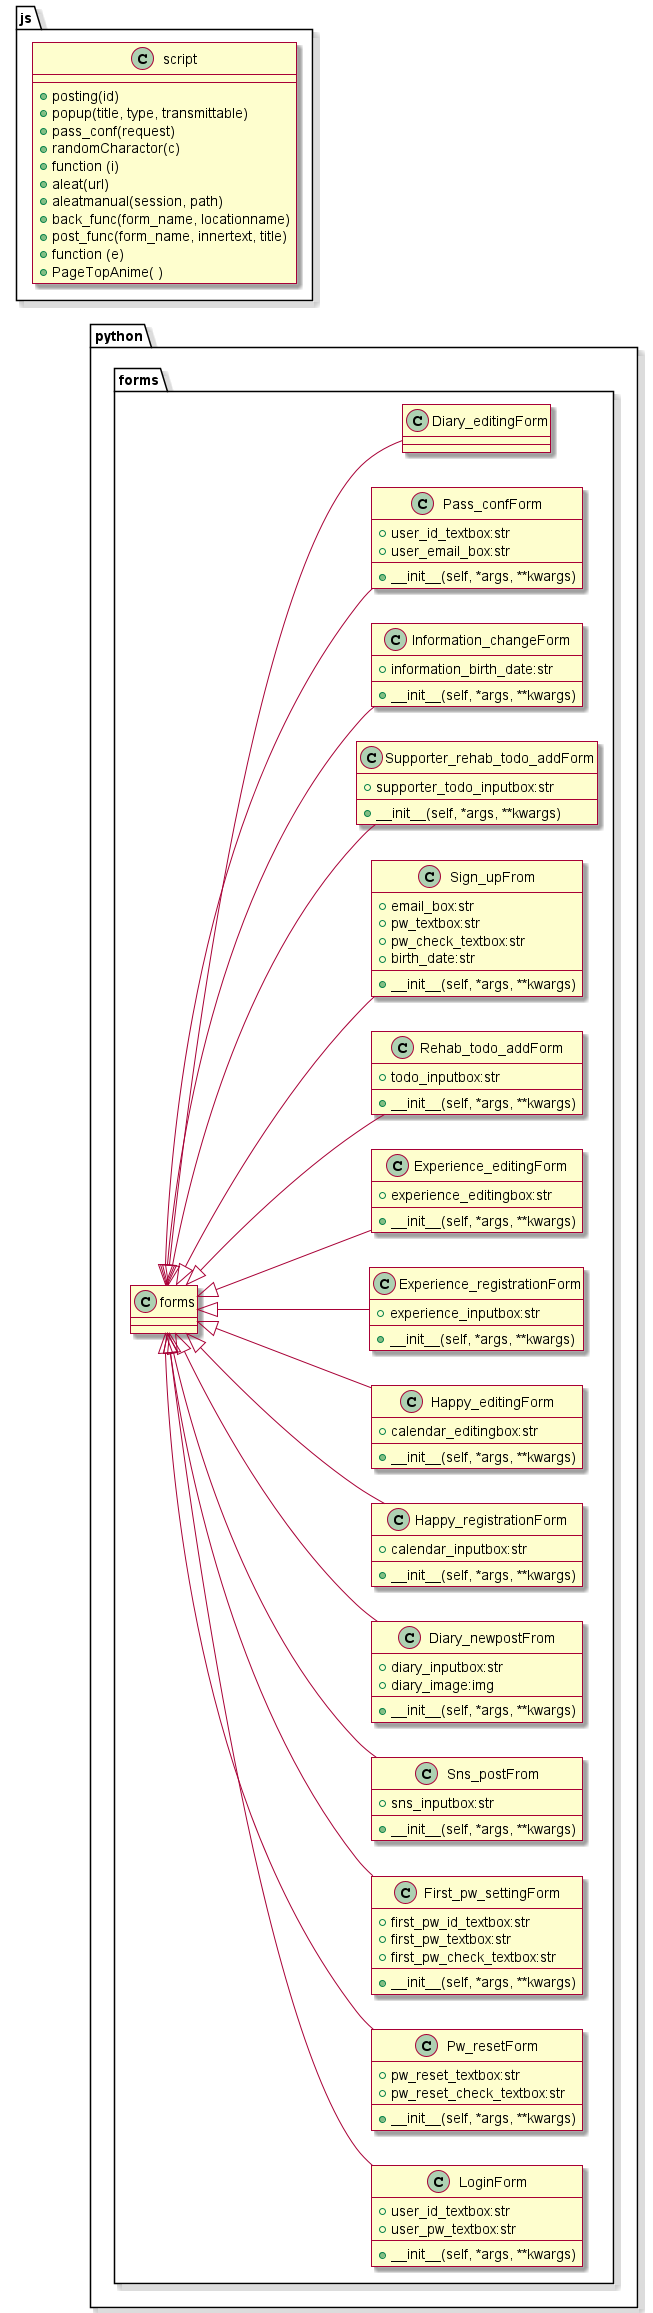 js
C script
posting(id)
popup(title, type, transmittable)
pass_conf(request)
randomCharactor(c)
function (i)
aleat(url)
aleatmanual(session, path)
back_func(form_name, locationname)
post_func(form_name, innertext, title)
function (e)
PageTopAnime( )
python
forms
C Diary_editingForm
C Pass_confForm
user_id_textbox:str
user_email_box:str
__init__(self, *args, **kwargs)
C Information_changeForm
information_birth_date:str
__init__(self, *args, **kwargs)
C Supporter_rehab_todo_addForm
supporter_todo_inputbox:str
__init__(self, *args, **kwargs)
C Sign_upFrom
email_box:str
pw_textbox:str
pw_check_textbox:str
birth_date:str
__init__(self, *args, **kwargs)
C Rehab_todo_addForm
todo_inputbox:str
__init__(self, *args, **kwargs)
C Experience_editingForm
experience_editingbox:str
__init__(self, *args, **kwargs)
C forms
C Experience_registrationForm
experience_inputbox:str
__init__(self, *args, **kwargs)
C Happy_editingForm
calendar_editingbox:str
__init__(self, *args, **kwargs)
C Happy_registrationForm
calendar_inputbox:str
__init__(self, *args, **kwargs)
C Diary_newpostFrom
diary_inputbox:str
diary_image:img
__init__(self, *args, **kwargs)
C Sns_postFrom
sns_inputbox:str
__init__(self, *args, **kwargs)
C First_pw_settingForm
first_pw_id_textbox:str
first_pw_textbox:str
first_pw_check_textbox:str
__init__(self, *args, **kwargs)
C Pw_resetForm
pw_reset_textbox:str
pw_reset_check_textbox:str
__init__(self, *args, **kwargs)
C LoginForm
user_id_textbox:str
user_pw_textbox:str
__init__(self, *args, **kwargs)